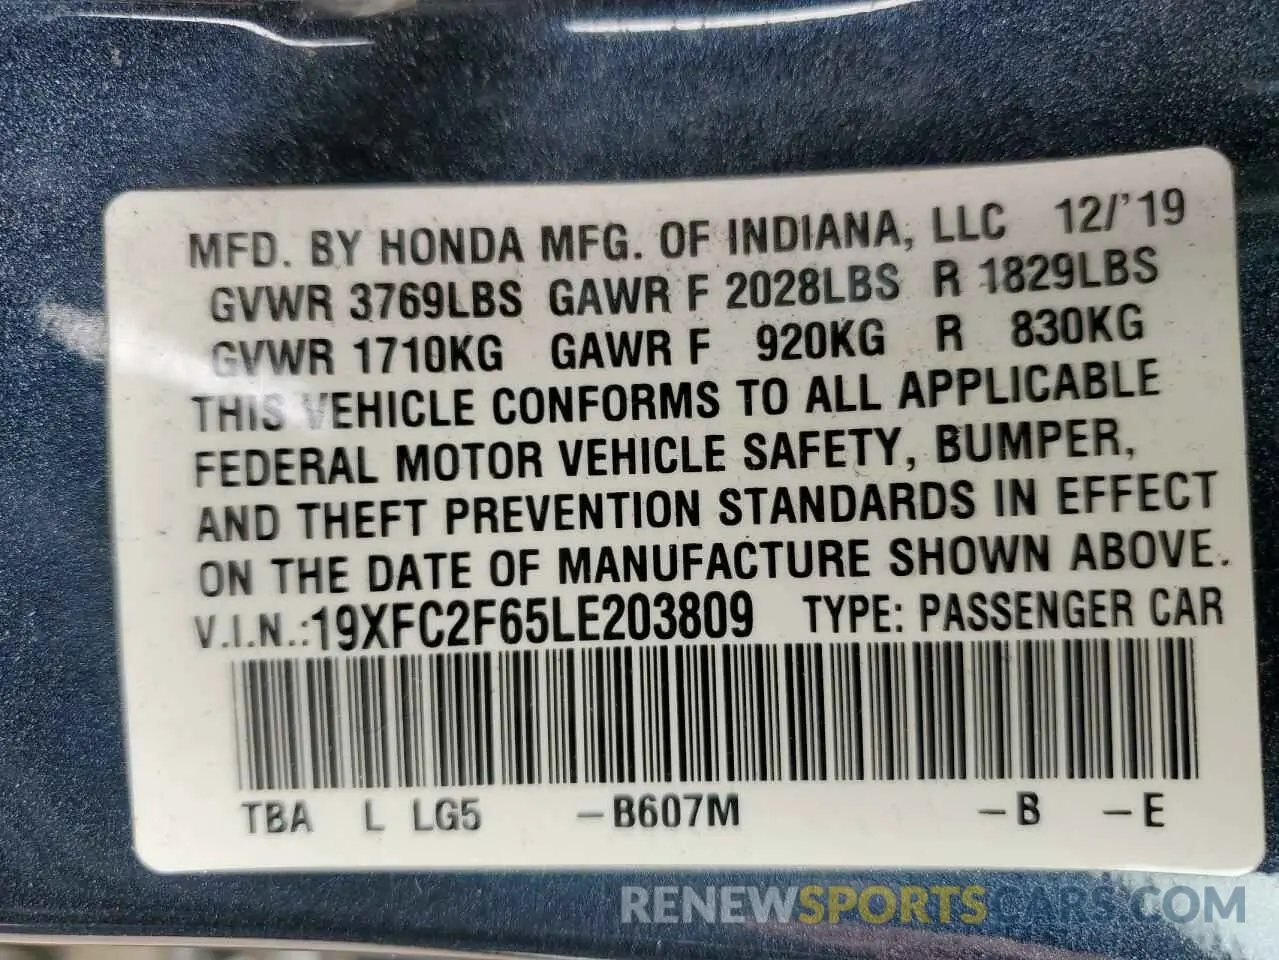 MFD. BY HONDA MFG. OF INDIANA, LLC 12/'19
GVWR 3769LBS GAWR F 2028LBS R 1829LBS
GVWR 1710KG GAWR F 920KG R 830KG
THIS VEHICLE CONFORMS TO ALL APPLICABLE
FEDERAL MOTOR VEHICLE SAFETY, BUMPER,
AND THEFT PREVENTION STANDARDS IN EFFECT
ON THE DATE OF MANUFACTURE SHOWN ABOVE.
V.I.N.:19XFC2F65LE203809 TYPE: PASSENGER CAR
TBA L LG5 –B607M –B –E
RENEWSPORTSCARS.COM